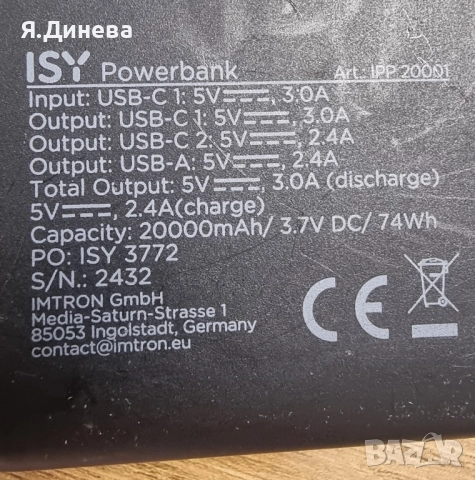 Я.Динева
ISY Powerbank Art.: IPP 20001
Input: USB-C 1: 5V⎓, 3.0A
Output: USB-C 1: 5V⎓, 3.0A
Output: USB-C 2: 5V⎓, 2.4A
Output: USB-A: 5V⎓, 2.4A
Total Output: 5V⎓, 3.0A (discharge)
5V⎓, 2.4A(charge)
Capacity: 20000mAh/ 3.7V DC/ 74Wh
PO: ISY 3772
S/N.: 2432
IMTRON GmbH
Media-Saturn-Strasse 1
85053 Ingolstadt, Germany
contact@imtron.eu
CE
BAZAR